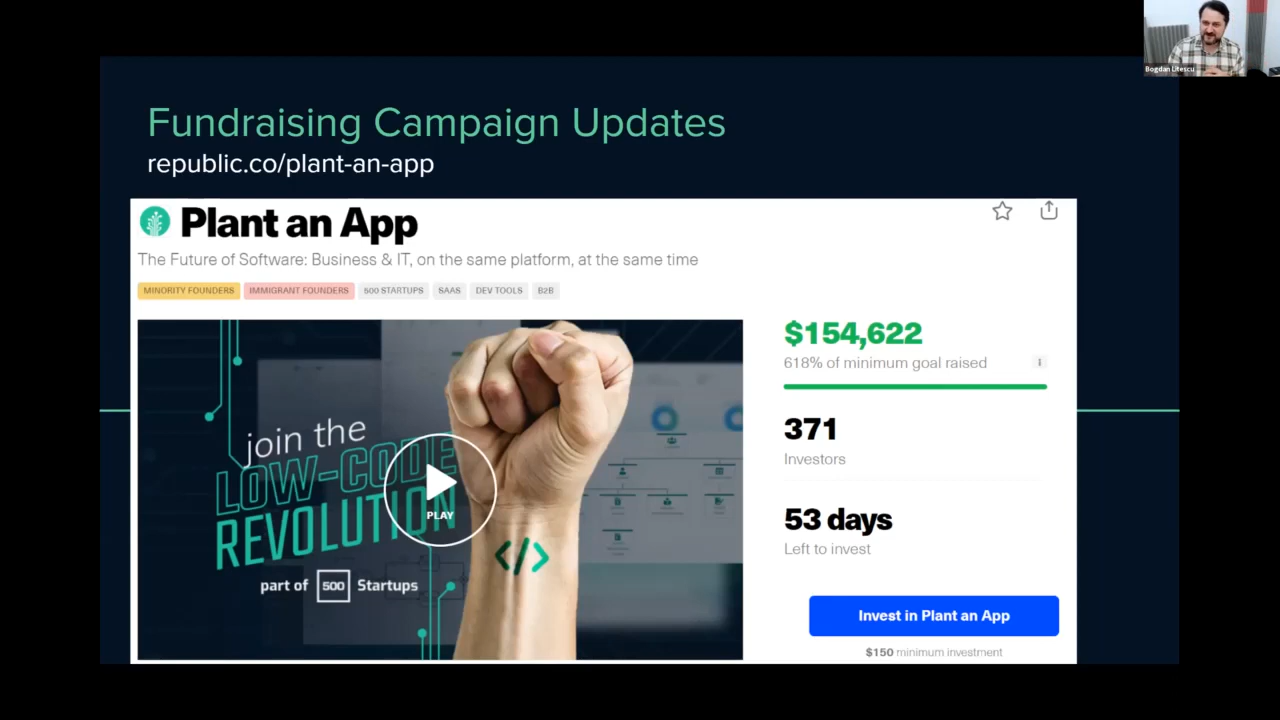 Bogdan Litescu
Fundraising Campaign Updates
republic.co/plant-an-app
Plant an App
The Future of Software: Business & IT, on the same platform, at the same time
MINORITY FOUNDERS IMMIGRANT FOUNDERS 500 STARTUPS SAAS DEV TOOLS B2B
join the
LOW-CODE
REVOLUTION
PLAY
</>
part of 500 Startups
$154,622
618% of minimum goal raised
371
Investors
53 days
Left to invest
Invest in Plant an App
$150 minimum investment